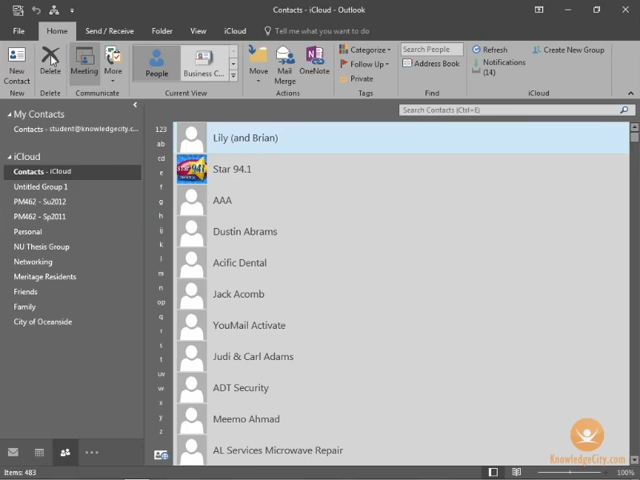 Contacts - iCloud - Outlook
File Home Send / Receive Folder View iCloud Tell me what you want to do...
New Contact
Delete
Meeting
More
People
Business C...
Move
Mail Merge
OneNote
Categorize
Follow Up
Private
Search People
Address Book
Refresh
Notifications (14)
Create New Group
New Delete Communicate Current View Actions Tags Find iCloud
Search Contacts (Ctrl+E)
My Contacts
Contacts - student@knowledgecity.c...
iCloud
Contacts - iCloud
Untitled Group 1
PM462 - Su2012
PM462 - Sp2011
Personal
NU Thesis Group
Networking
Meritage Residents
Friends
Family
City of Oceanside
123
ab
cd
e
f
g
h
ij
k
l
m
n
op
q
r
s
t
uv
w
x
y
z
Lily (and Brian)
Star 94.1
AAA
Dustin Abrams
Acific Dental
Jack Acomb
YouMail Activate
Judi & Carl Adams
ADT Security
Meemo Ahmad
AL Services Microwave Repair
KnowledgeCity.com
Items: 483
100%